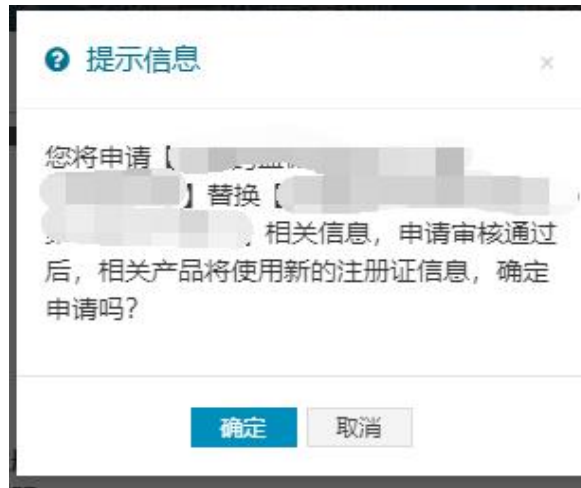 提示信息
×
您将申请【
】替换【
相关信息，申请审核通过
后，相关产品将使用新的注册证信息，确定
申请吗？
确定
取消